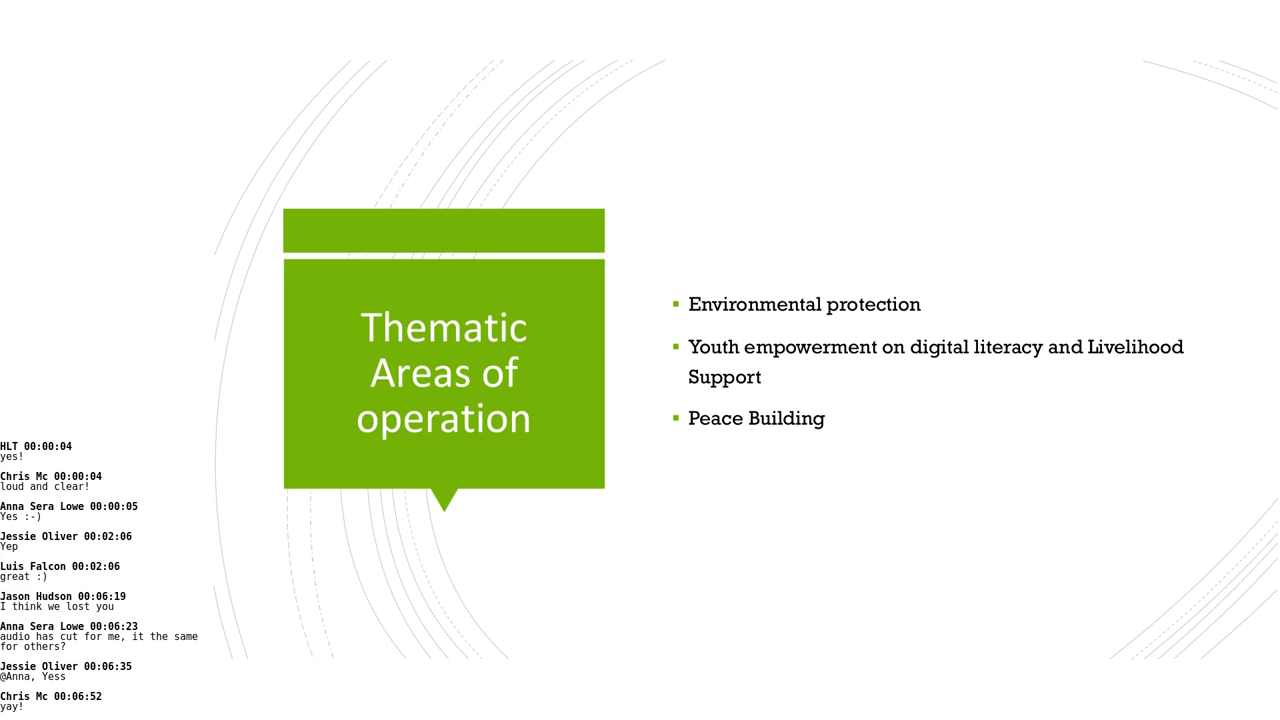 Thematic
Areas of
operation
Environmental protection
Youth empowerment on digital literacy and Livelihood
Support
Peace Building
HLT 00:00:04
yes!
Chris Mc 00:00:04
loud and clear!
Anna Sera Lowe 00:00:05
Yes :-)
Jessie Oliver 00:02:06
Yep
Luis Falcon 00:02:06
great :)
Jason Hudson 00:06:19
I think we lost you
Anna Sera Lowe 00:06:23
audio has cut for me, it the same
for others?
Jessie Oliver 00:06:35
@Anna, Yess
Chris Mc 00:06:52
yay!